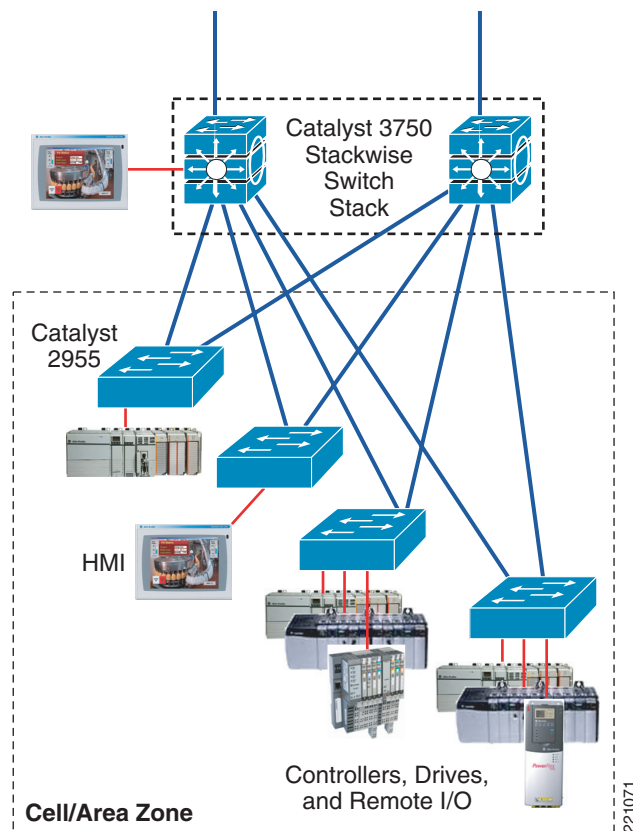 Catalyst 3750
Stackwise
Switch
Stack
Catalyst
2955
HMI
Controllers, Drives,
and Remote I/O
Cell/Area Zone
221071